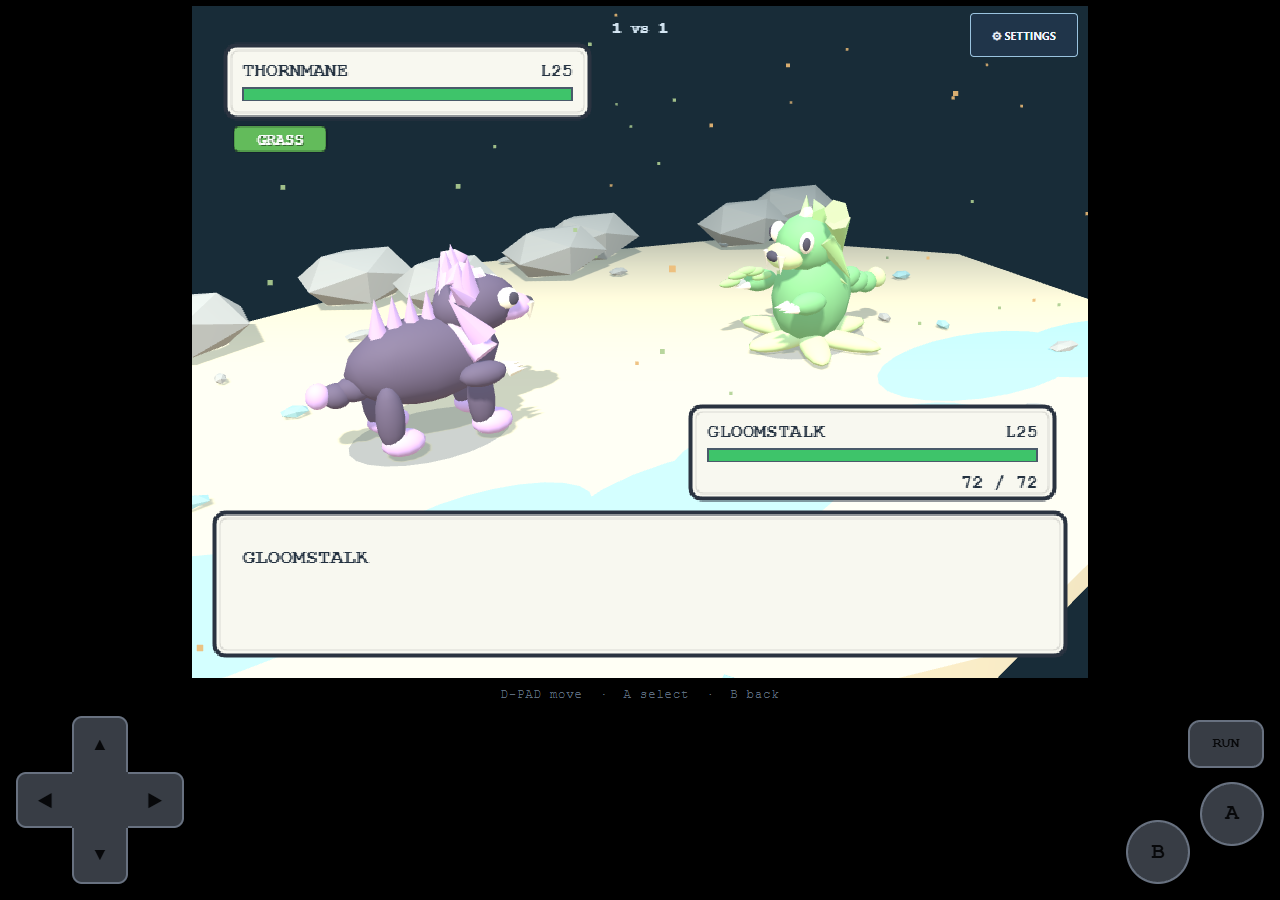 1 vs 1
⚙ SETTINGS
THORNMANE L25
GRASS
GLOOMSTALK L25
72 / 72
GLOOMSTALK
D-PAD move · A select · B back
RUN
A
B